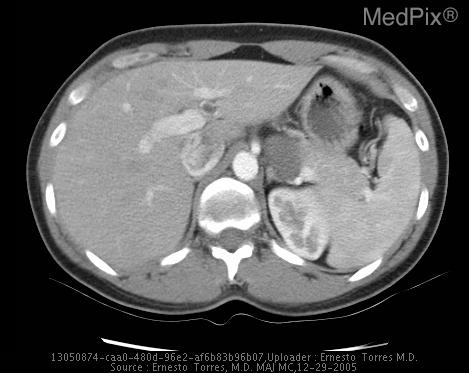 MedPix®
13050874-caa0-480d-96e2-af6b83b96b07,Uploader : Ernesto Torres M.D.
Source : Ernesto Torres, M.D. MAJ MC,12-29-2005